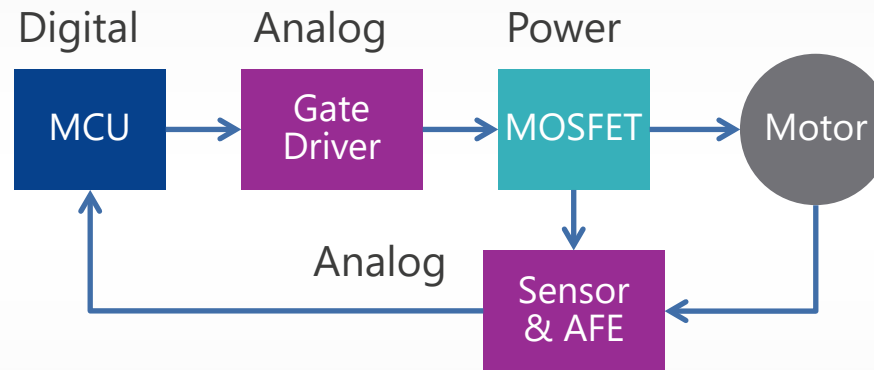 Digital
Analog
Power
MCU
Gate
Driver
MOSFET
Motor
Analog
Sensor
& AFE